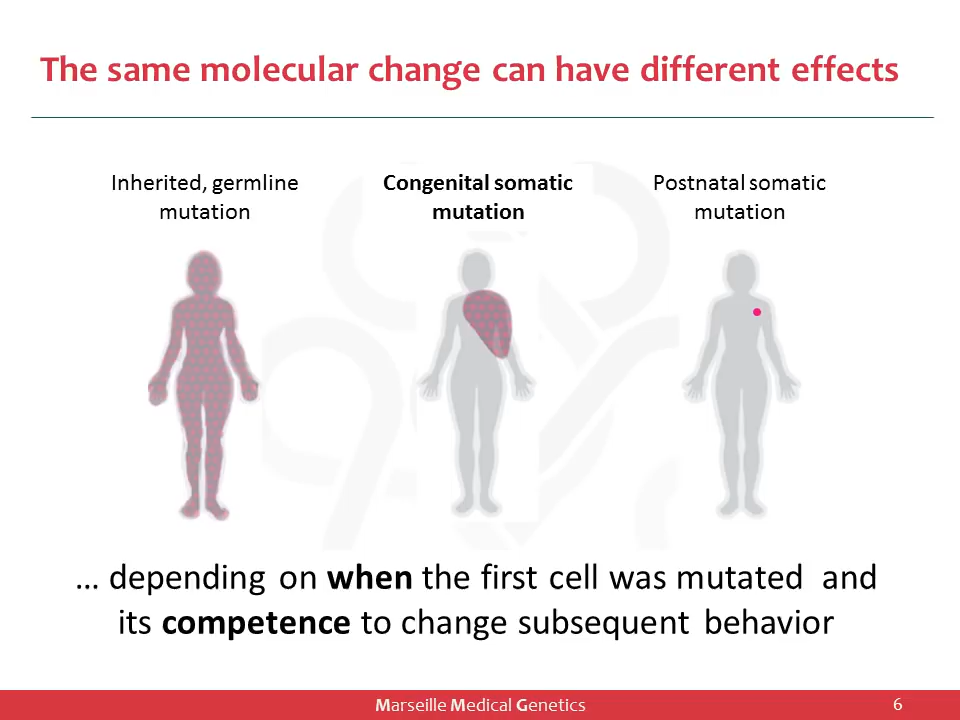 The same molecular change can have different effects
Inherited, germline
mutation
Congenital somatic
mutation
Postnatal somatic
mutation
... depending on when the first cell was mutated and
its competence to change subsequent behavior
Marseille Medical Genetics
6